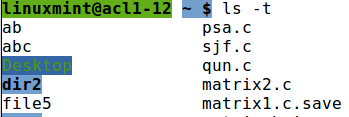 linuxmint@acl1-12 ~ $ ls -t
ab psa.c
abc sjf.c
Desktop qun.c
dir2 matrix2.c
file5 matrix1.c.save